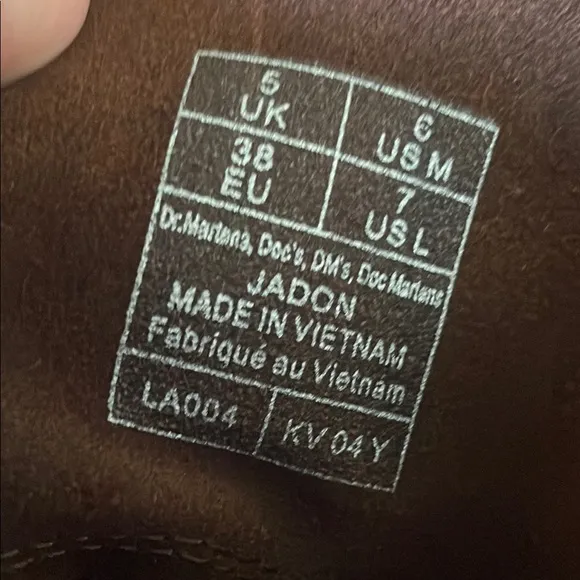 5
UK
6
US M
38
EU
7
US L
Dr.Martens, Doc's, DM's, Doc Martens
JADON
MADE IN VIETNAM
Fabriqué au Vietnam
LA004
KV 04 Y